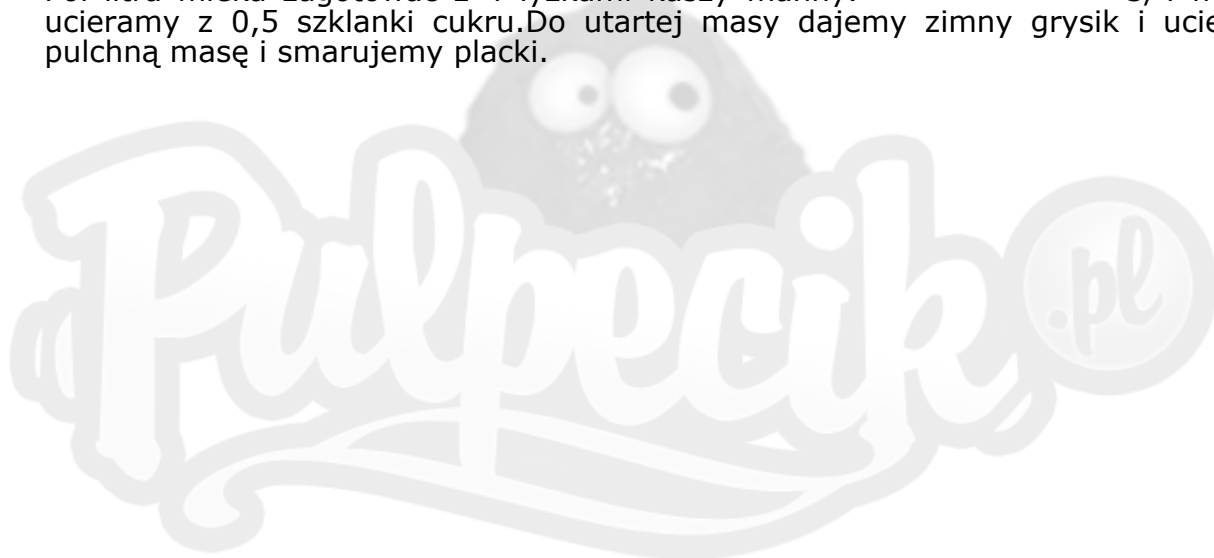 ucieramy z 0,5 szklanki cukru.Do utartej masy dajemy zimny grysik i ucie
pulchną masę i smarujemy placki.
Pulpecik
.pl